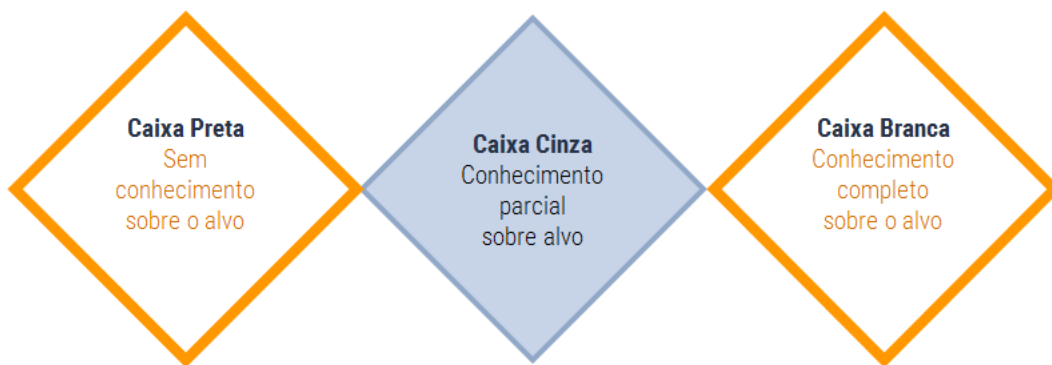 Caixa Preta
Sem
conhecimento
sobre o alvo
Caixa Cinza
Conhecimento
parcial
sobre alvo
Caixa Branca
Conhecimento
completo
sobre o alvo